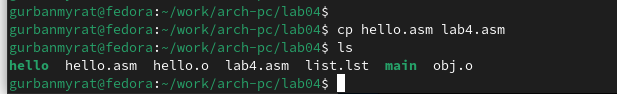 gurbanmyrat@fedora:~/work/arch-pc/lab04$
gurbanmyrat@fedora:~/work/arch-pc/lab04$ cp hello.asm lab4.asm
gurbanmyrat@fedora:~/work/arch-pc/lab04$ ls
hello  hello.asm  hello.o  lab4.asm  list.lst  main  obj.o
gurbanmyrat@fedora:~/work/arch-pc/lab04$